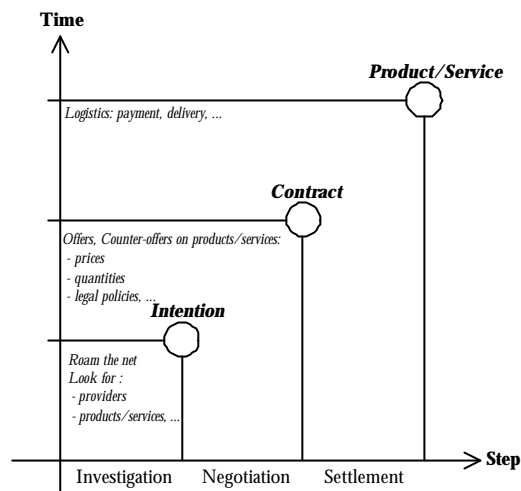 Time
Product/Service
Logistics: payment, delivery, ...
Contract
Offers, Counter-offers on products/services:
- prices
- quantities
- legal policies, ...
Intention
Roam the net
Look for :
- providers
- products/services, ...
Step
Investigation Negotiation Settlement